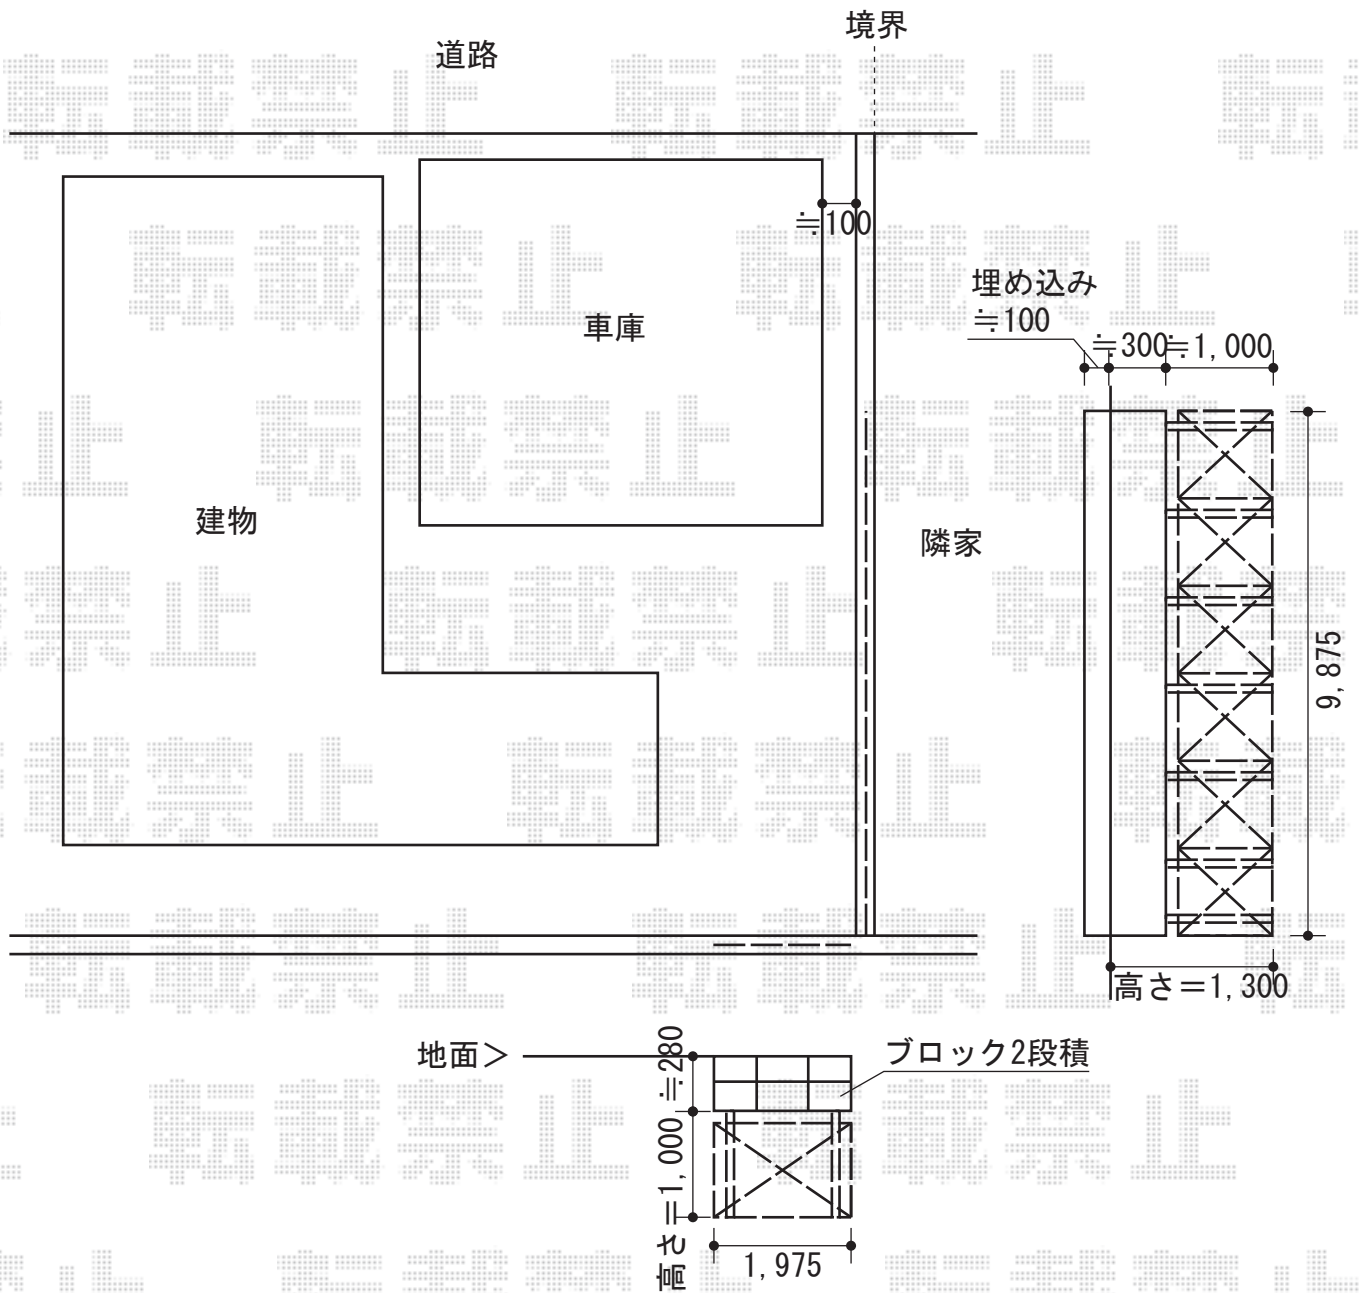 境界
道路
≒100
埋め込み
≒100
車庫
≒300
≒1,000
建物
隣家
9,875
高さ＝1,300
地面＞
≒280
ブロック2段積
高さ＝1,000
1,975
転載禁止